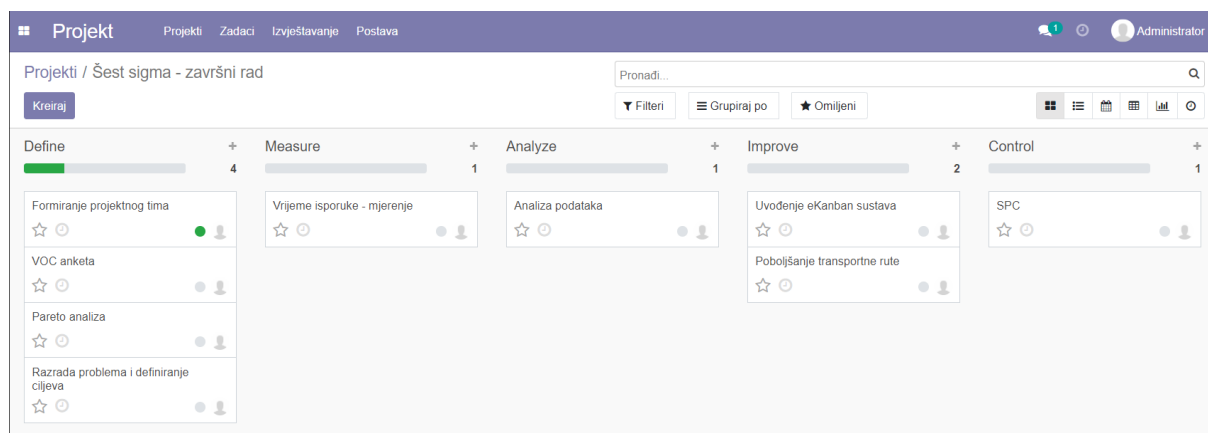 Projekt Projekti Zadaci Izvještavanje Postava 1 Administrator
Projekti / Šest sigma - završni rad
Pronađi...
Kreiraj
Filteri Grupiraj po Omiljeni
Define + Measure + Analyze + Improve + Control +
4 1 1 2 1
Formiranje projektnog tima
Vrijeme isporuke - mjerenje
Analiza podataka
Uvođenje eKanban sustava
SPC
VOC anketa
Poboljšanje transportne rute
Pareto analiza
Razrada problema i definiranje
ciljeva